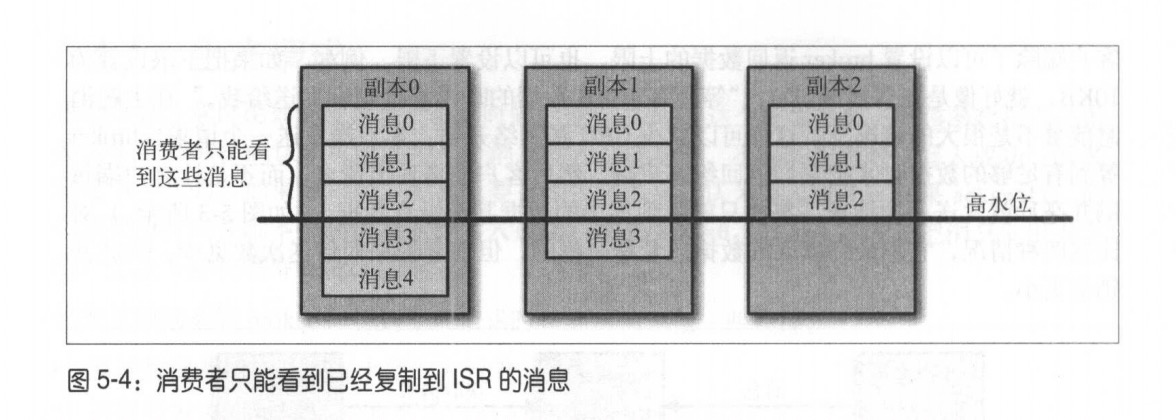 副本0
副本1
副本2
消息0
消息0
消息0
消费者只能看
到这些消息
消息1
消息1
消息1
消息2
消息2
消息2
高水位
消息3
消息3
消息4
图 5-4：消费者只能看到已经复制到 ISR 的消息